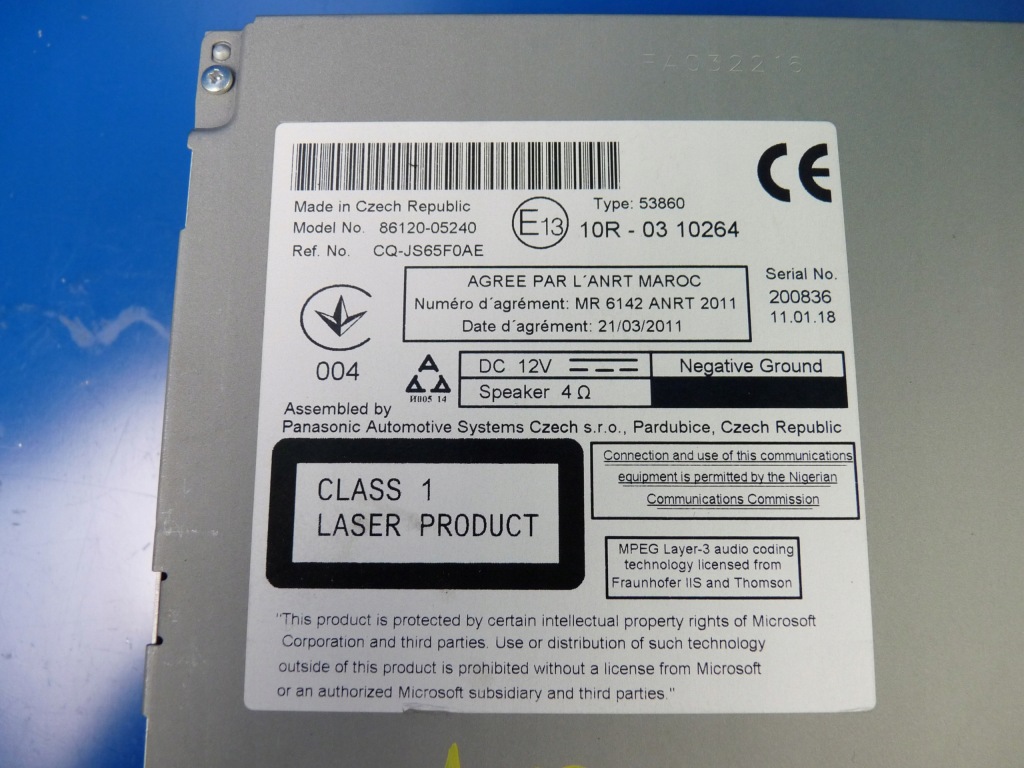 FA032216
CE
Made in Czech Republic
Type: 53860
Model No. 86120-05240
E13
10R - 03 10264
Ref. No. CQ-JS65F0AE
AGREE PAR L´ANRT MAROC
Numéro d´agrément: MR 6142 ANRT 2011
Date d´agrément: 21/03/2011
Serial No.
200836
11.01.18
004
И005 14
DC 12V
Negative Ground
Speaker 4 Ω
Assembled by
Panasonic Automotive Systems Czech s.r.o., Pardubice, Czech Republic
CLASS 1
LASER PRODUCT
Connection and use of this communications
equipment is permitted by the Nigerian
Communications Commission
MPEG Layer-3 audio coding
technology licensed from
Fraunhofer IIS and Thomson
"This product is protected by certain intellectual property rights of Microsoft
Corporation and third parties. Use or distribution of such technology
outside of this product is prohibited without a license from Microsoft
or an authorized Microsoft subsidiary and third parties."